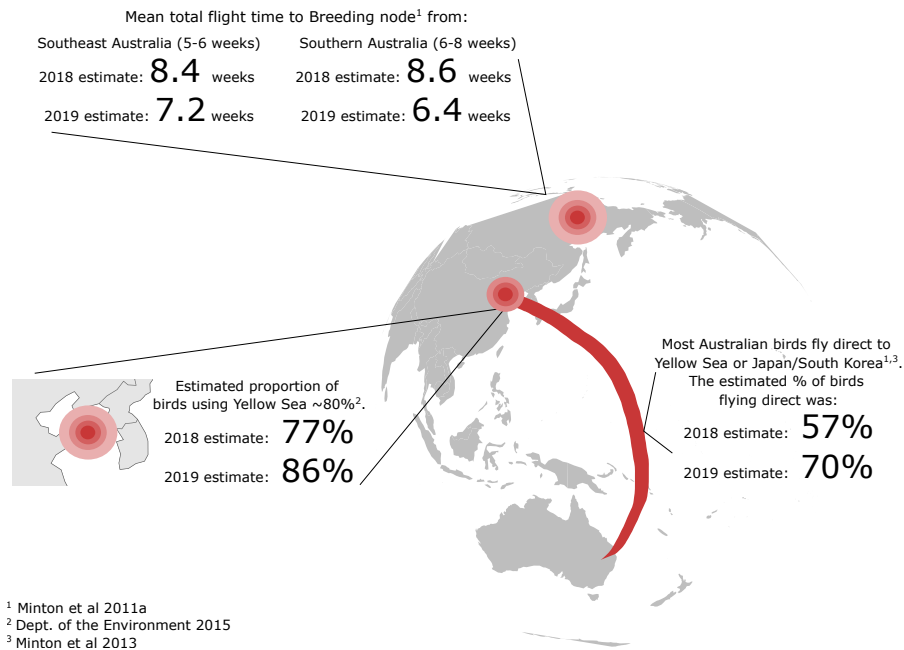 Mean total flight time to Breeding node¹ from:
Southeast Australia (5-6 weeks)
2018 estimate: 8.4 weeks
2019 estimate: 7.2 weeks
Southern Australia (6-8 weeks)
2018 estimate: 8.6 weeks
2019 estimate: 6.4 weeks
Most Australian birds fly direct to
Yellow Sea or Japan/South Korea¹,³.
The estimated % of birds
flying direct was:
2018 estimate: 57%
2019 estimate: 70%
Estimated proportion of
birds using Yellow Sea ~80%².
2018 estimate: 77%
2019 estimate: 86%
¹ Minton et al 2011a
² Dept. of the Environment 2015
³ Minton et al 2013